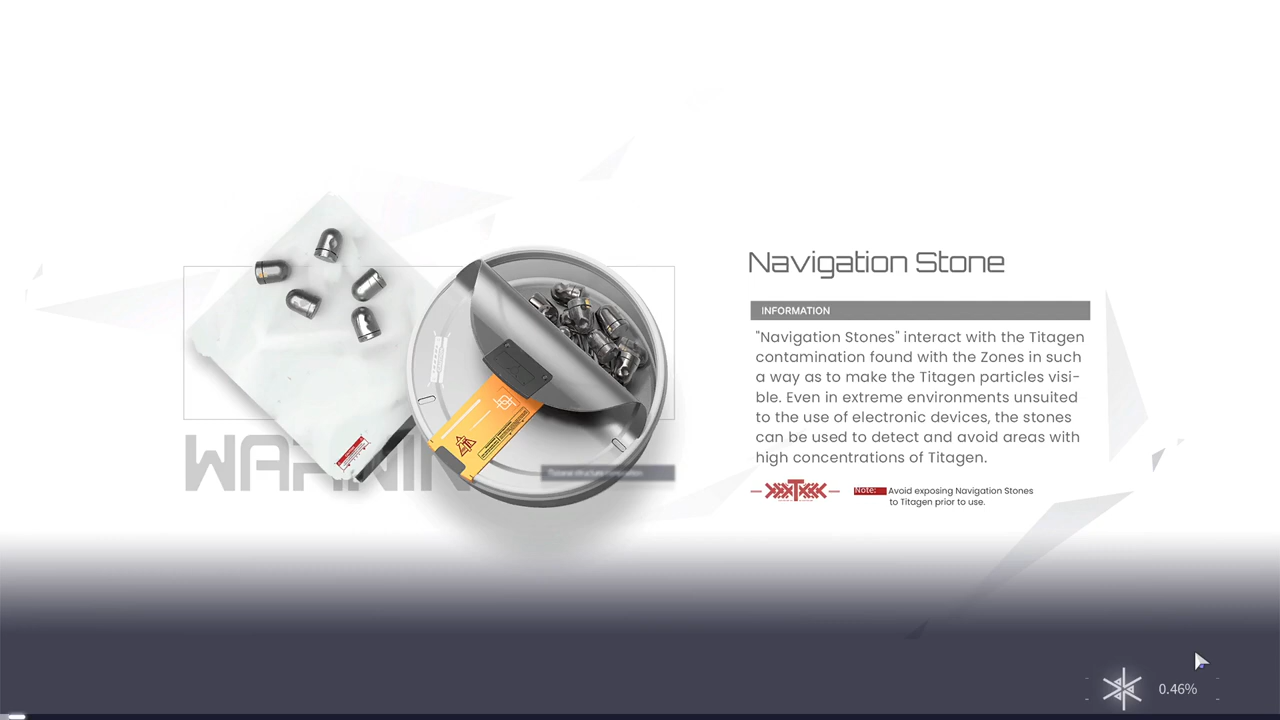 Navigation Stone
INFORMATION
"Navigation Stones" interact with the Titagen
contamination found with the Zones in such
a way as to make the Titagen particles visi-
ble. Even in extreme environments unsuited
to the use of electronic devices, the stones
can be used to detect and avoid areas with
high concentrations of Titagen.
Note: Avoid exposing Navigation Stones
to Titagen prior to use.
0.46%